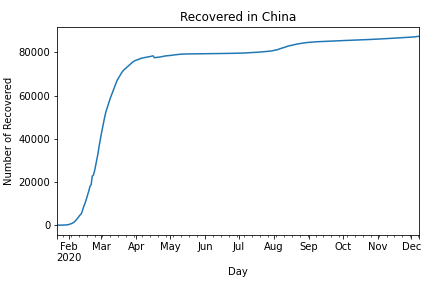 Recovered in China
Number of Recovered
80000
60000
40000
20000
0
Feb Mar Apr May Jun Jul Aug Sep Oct Nov Dec
2020
Day